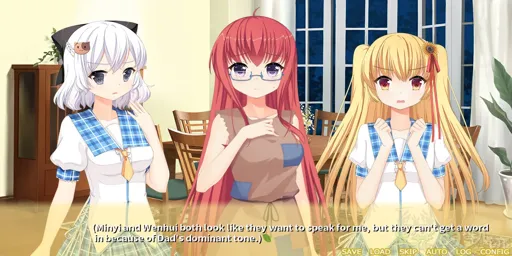 (Minyi and Wenhui both look like they want to speak for me, but they can't get a word
in because of Dad's dominant tone.)
SAVE LOAD SKIP AUTO LOG CONFIG